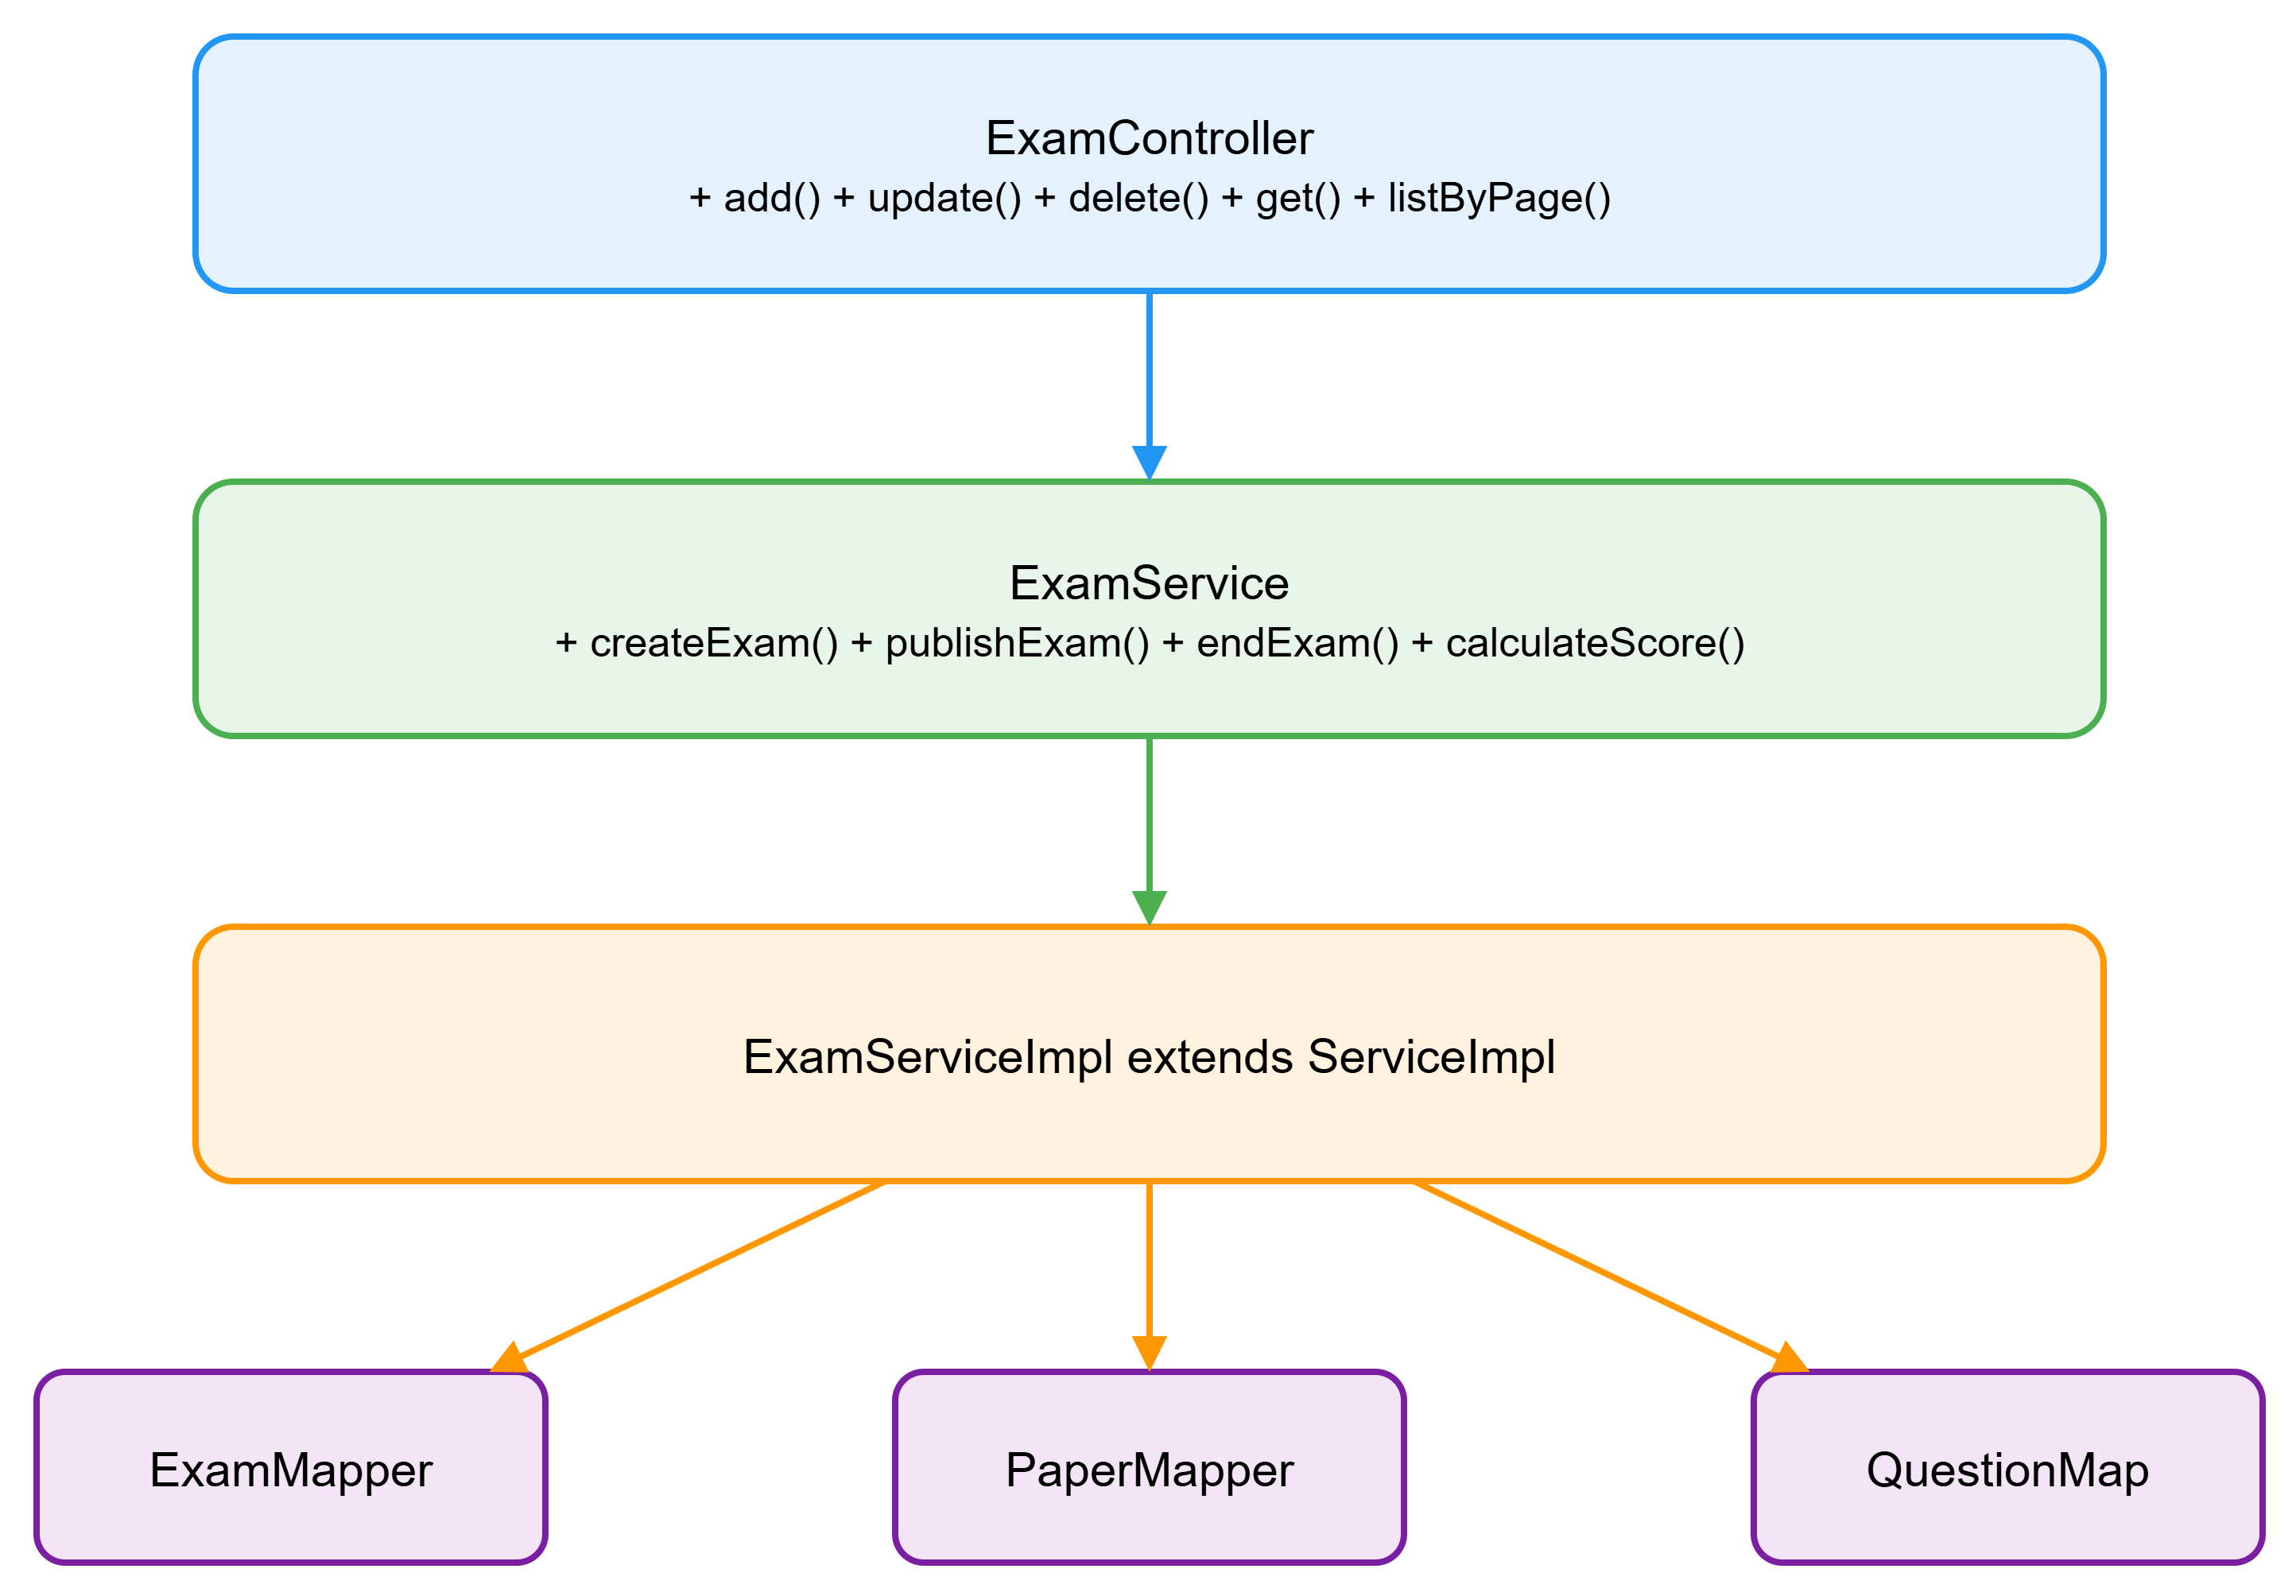 ExamController
+ add() + update() + delete() + get() + listByPage()
ExamService
+ createExam() + publishExam() + endExam() + calculateScore()
ExamServiceImpl extends ServiceImpl
ExamMapper
PaperMapper
QuestionMap